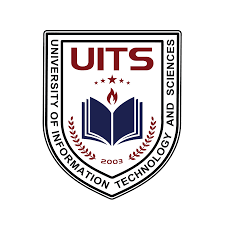 UITS
UNIVERSITY OF INFORMATION TECHNOLOGY AND SCIENCES
2003